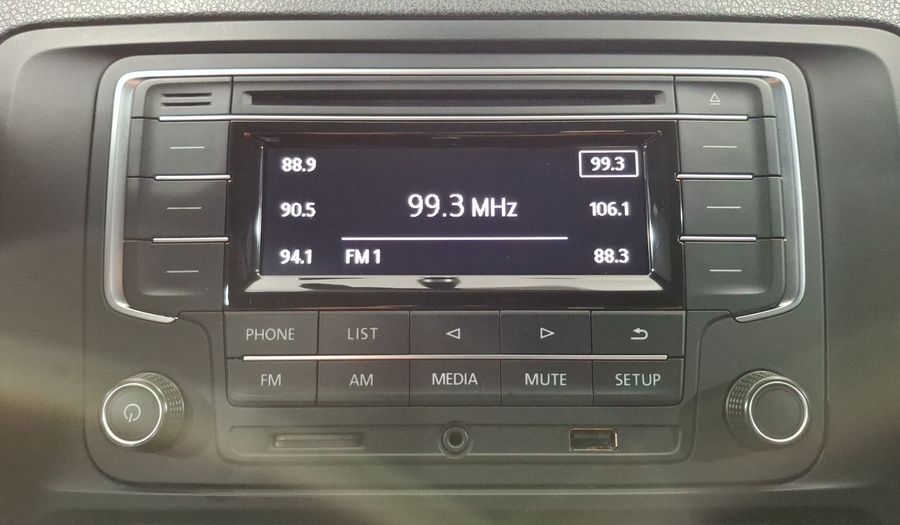 88.9 99.3
90.5 99.3 MHz 106.1
94.1 FM 1 88.3
PHONE LIST
FM AM MEDIA MUTE SETUP